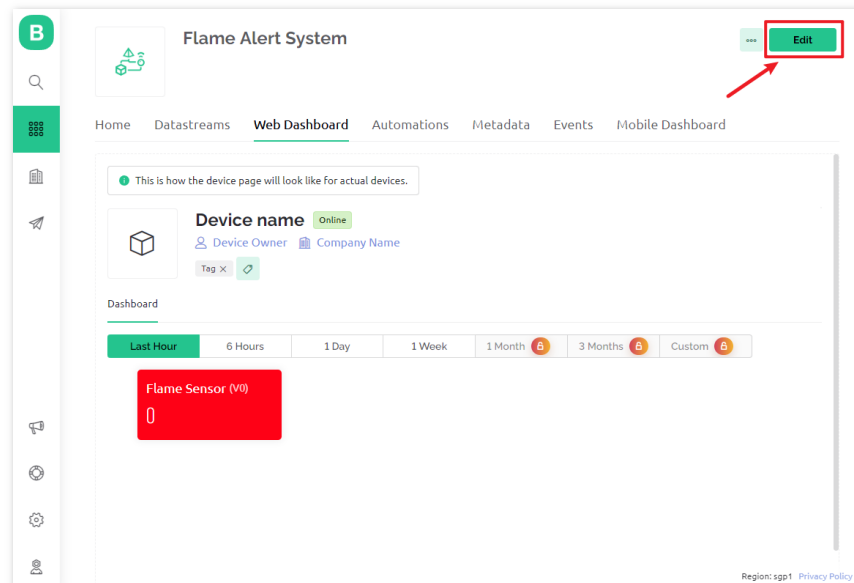 B
Flame Alert System
Edit
Home Datastreams Web Dashboard Automations Metadata Events Mobile Dashboard
This is how the device page will look like for actual devices.
Device name Online
Device Owner Company Name
Tag ×
Dashboard
Last Hour 6 Hours 1 Day 1 Week 1 Month 3 Months Custom
Flame Sensor (V0)
0
Region: sgp1 Privacy Policy